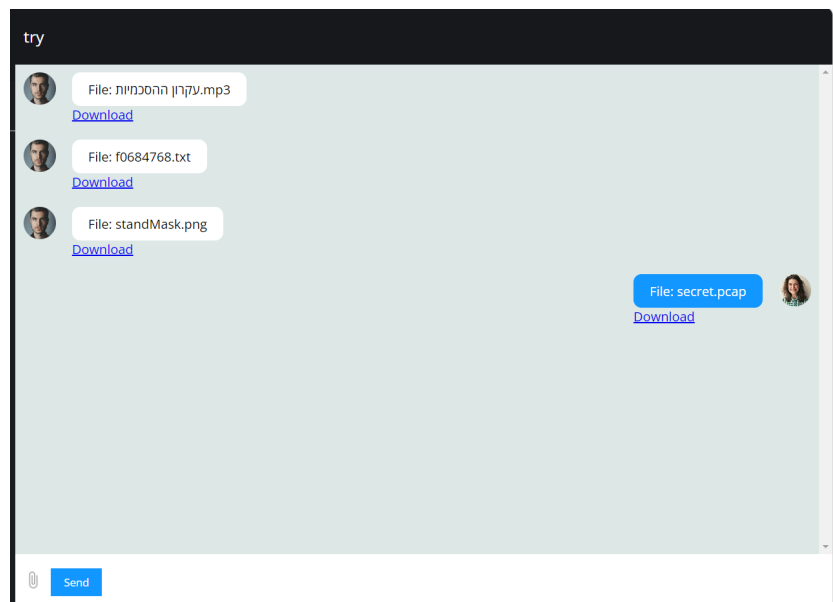 try
File: עקרון ההסכמיות.mp3
Download
File: f0684768.txt
Download
File: standMask.png
Download
File: secret.pcap
Download
Send